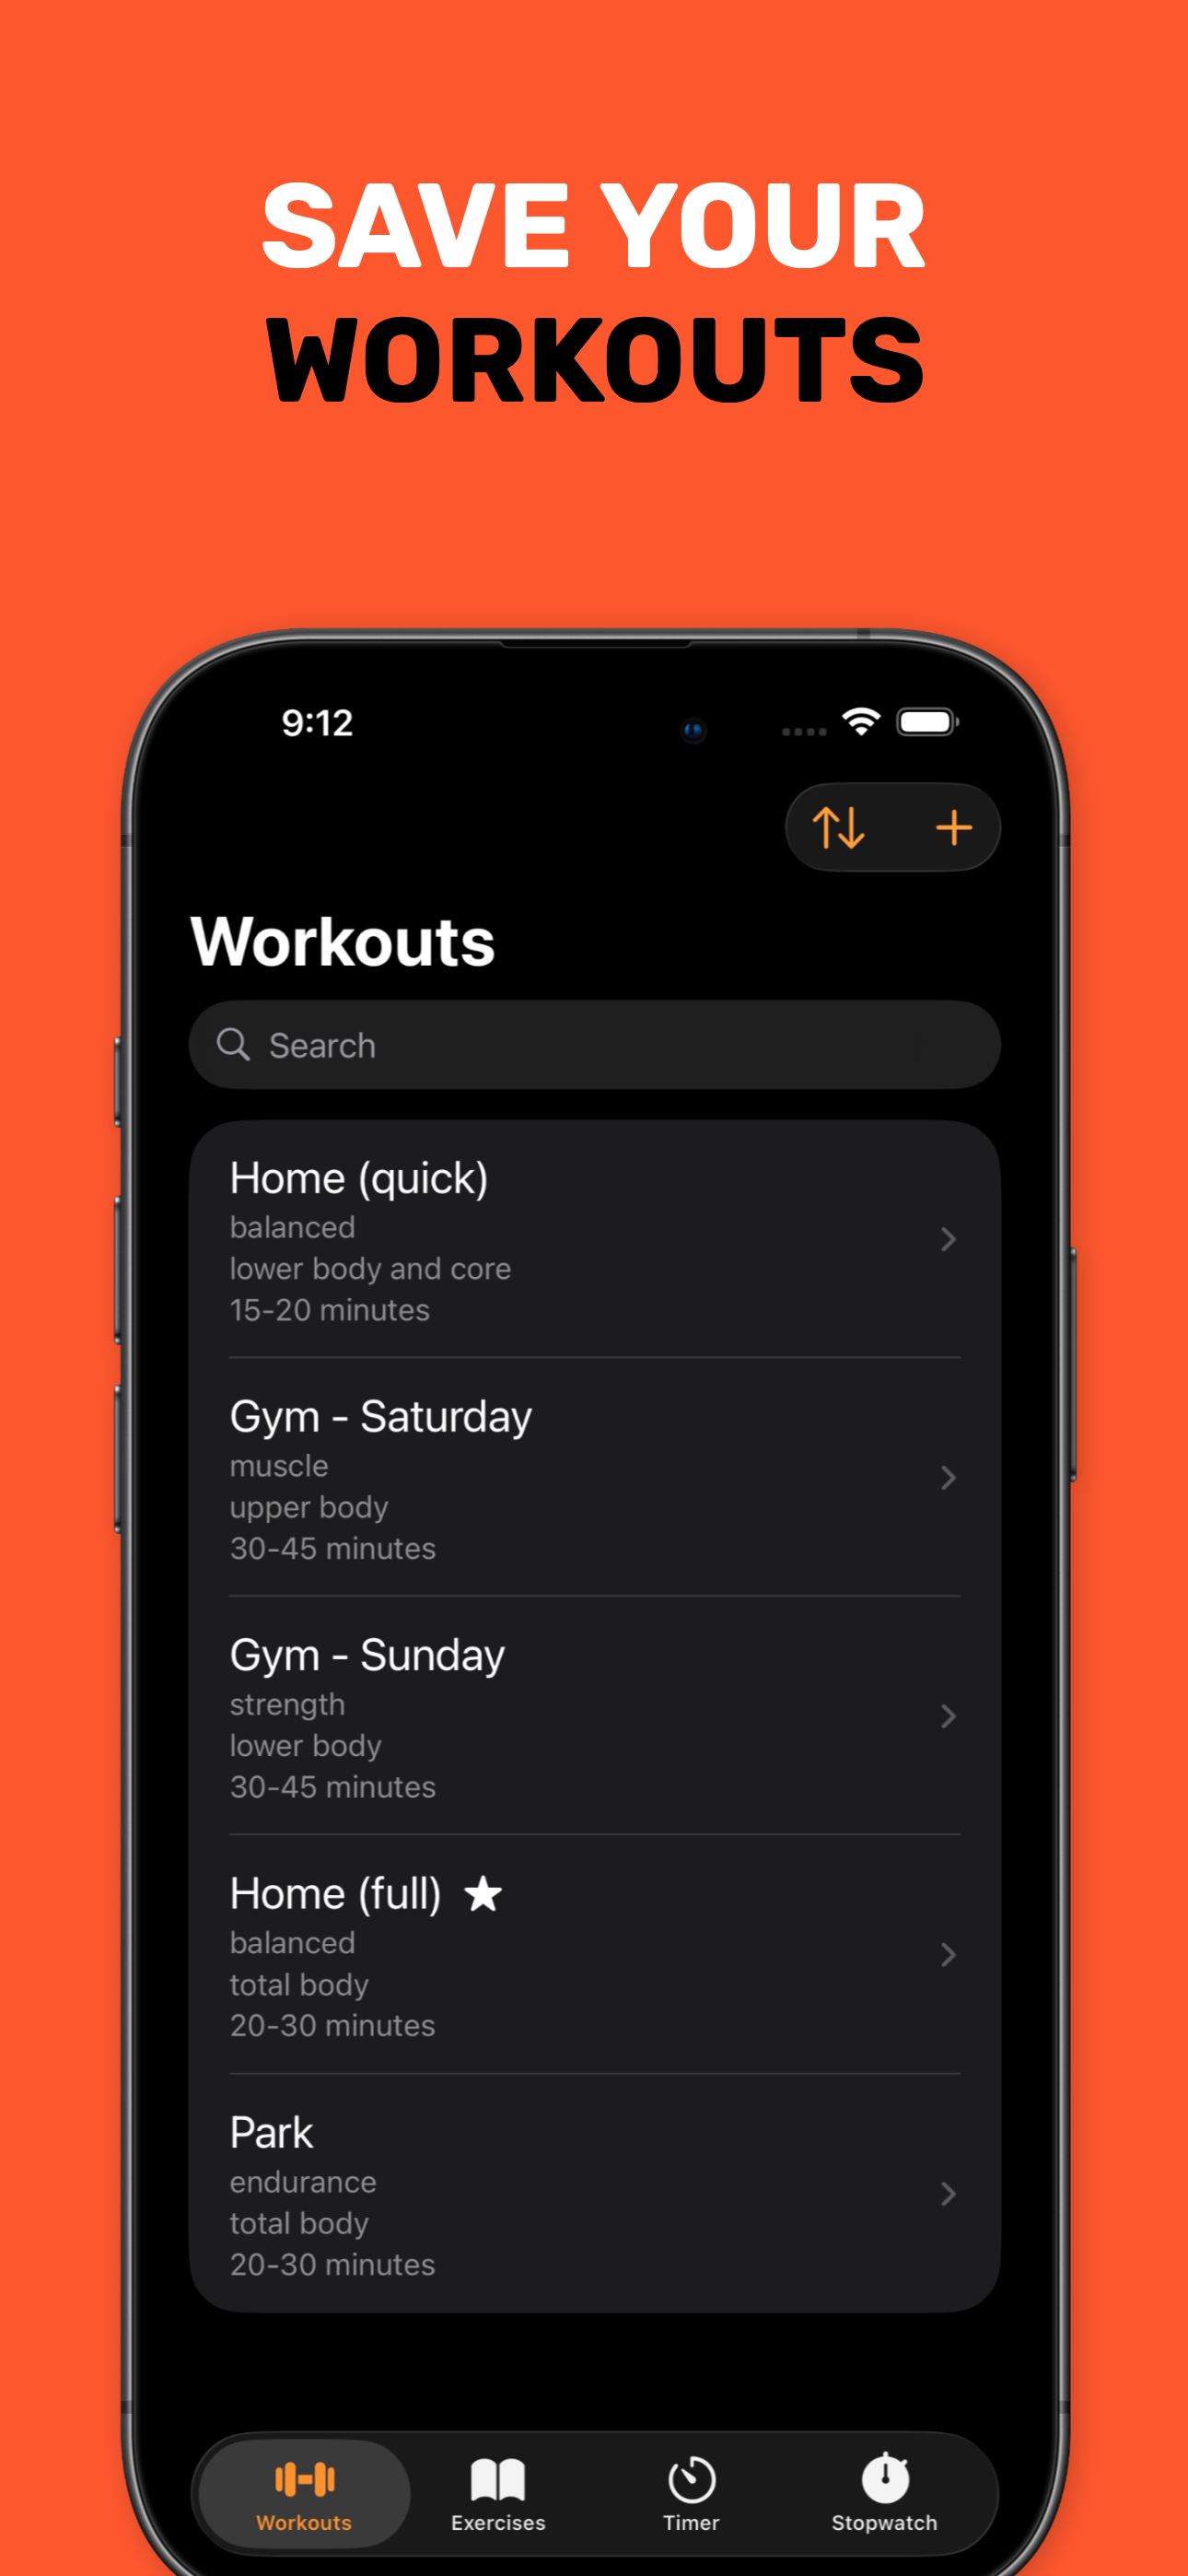 SAVE YOUR
WORKOUTS
9:12
Workouts
Search
Home (quick)
balanced
lower body and core
15-20 minutes
Gym - Saturday
muscle
upper body
30-45 minutes
Gym - Sunday
strength
lower body
30-45 minutes
Home (full)
balanced
total body
20-30 minutes
Park
endurance
total body
20-30 minutes
Workouts
Exercises
Timer
Stopwatch